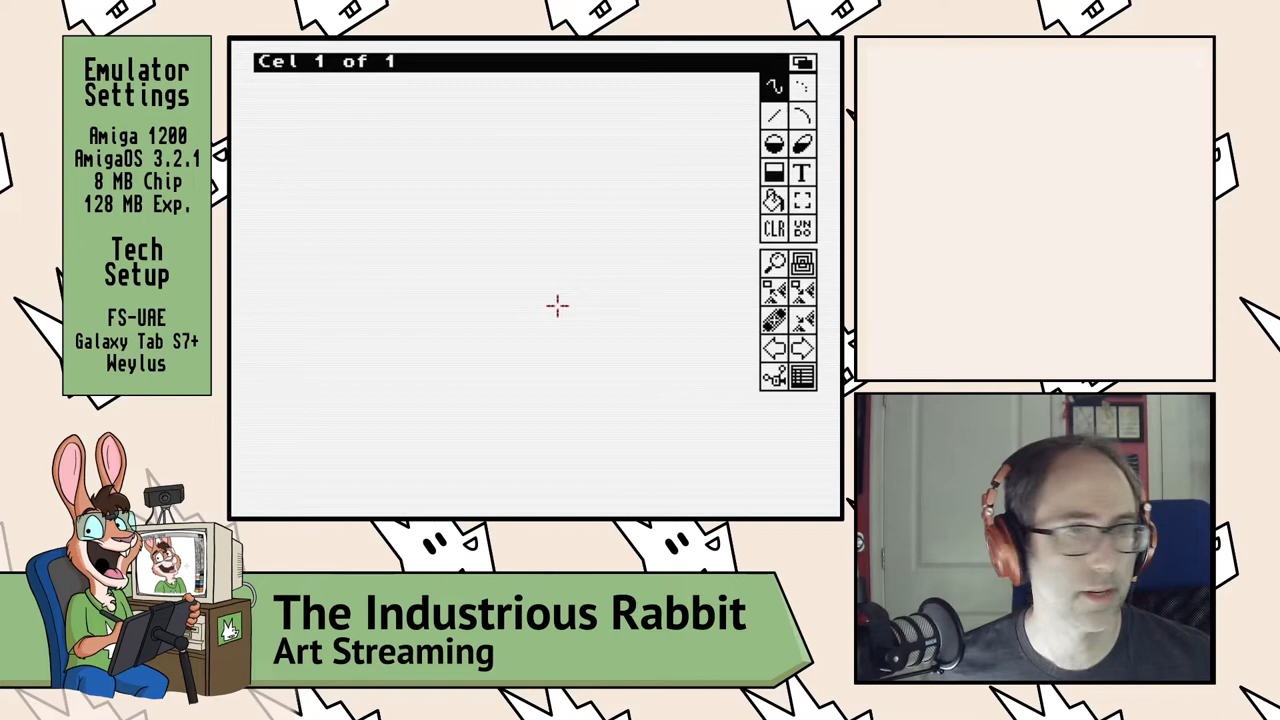 Emulator
Settings
Amiga 1200
AmigaOS 3.2.1
8 MB Chip
128 MB Exp.
Tech
Setup
FS-UAE
Galaxy Tab S7+
Weylus
Cel 1 of 1
T
CLR
UN
DO
The Industrious Rabbit
Art Streaming